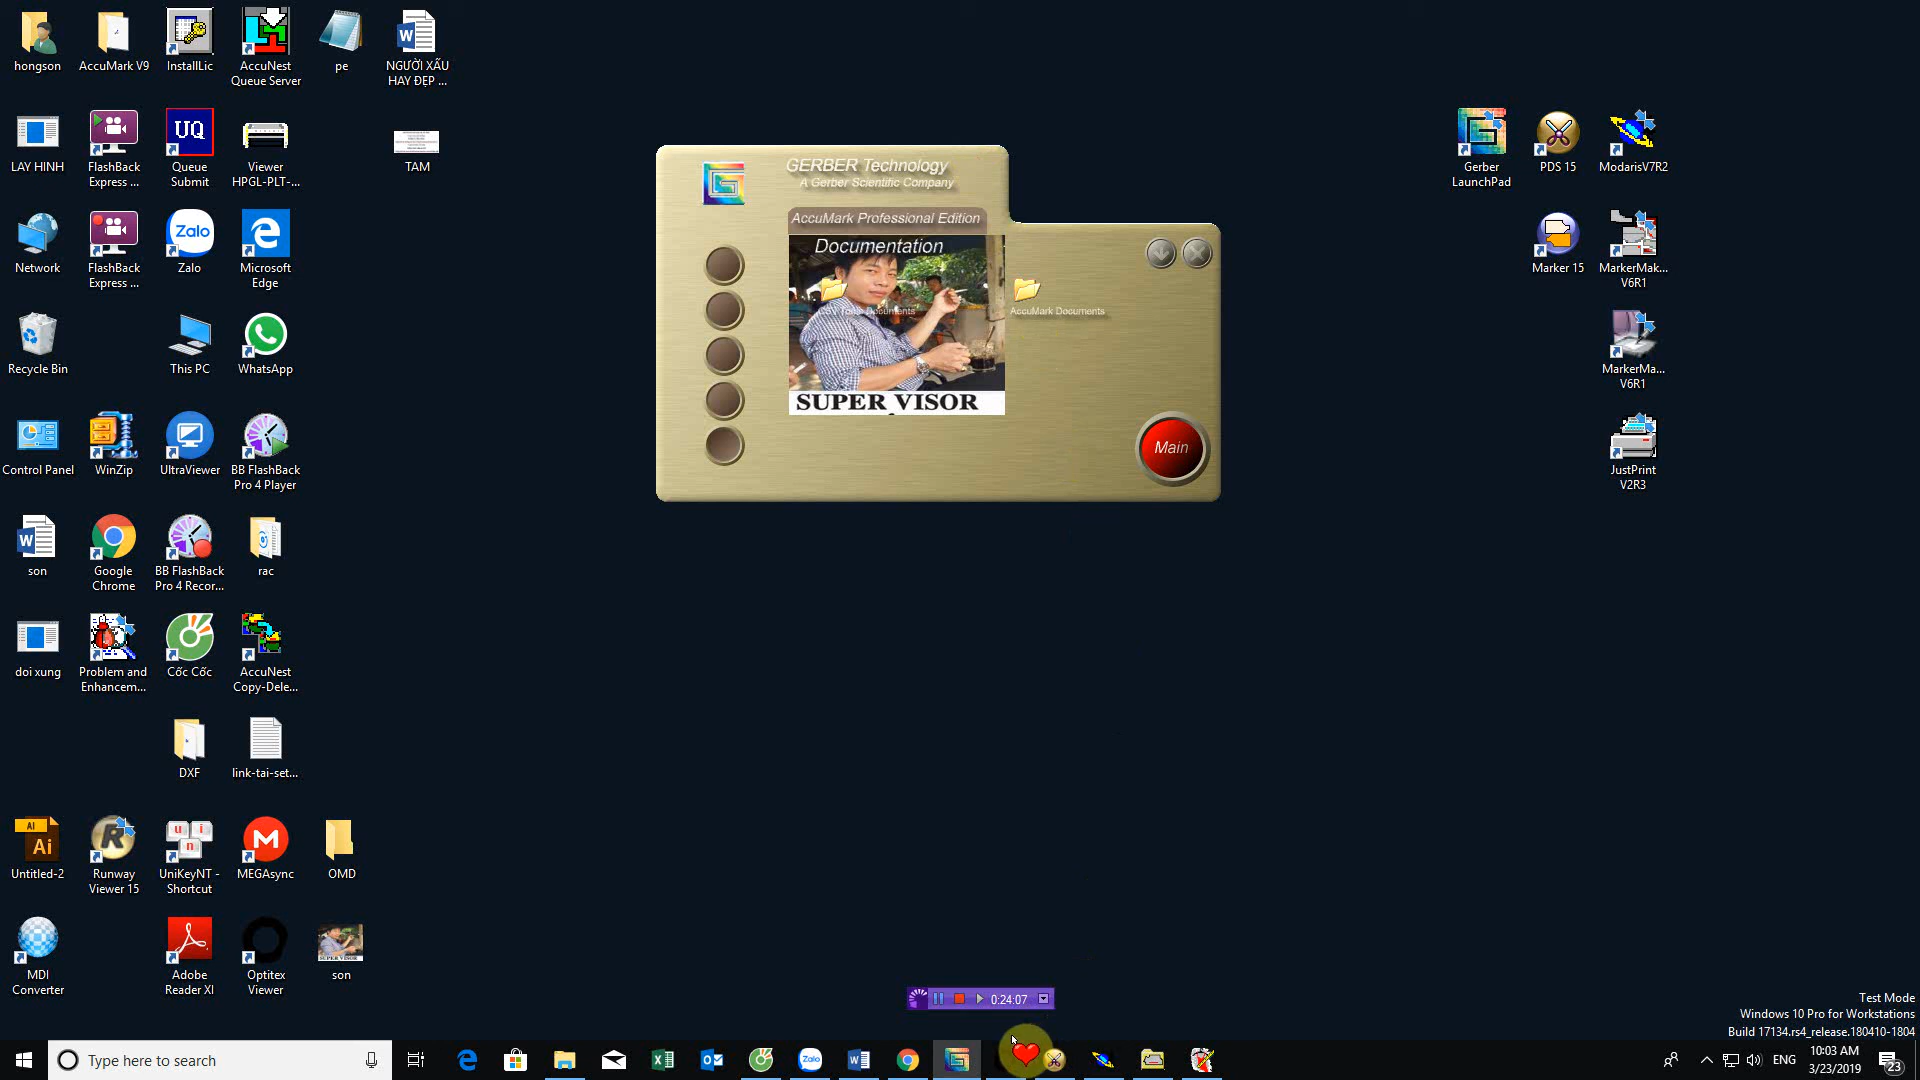 hongson
AccuMark V9
InstallLic
AccuNest
Queue Server
pe
NGƯỜI XẤU
HAY ĐẸP ...
LAY HINH
FlashBack
Express ...
UQ
Queue
Submit
Viewer
HPGL-PLT-...
TAM
Network
FlashBack
Express ...
Zalo
Zalo
Microsoft
Edge
Recycle Bin
This PC
WhatsApp
Control Panel
WinZip
UltraViewer
BB FlashBack
Pro 4 Player
son
Google
Chrome
BB FlashBack
Pro 4 Recor...
rac
doi xung
Problem and
Enhancem...
Cốc Cốc
AccuNest
Copy-Dele...
DXF
link-tai-set...
Ai
Ai
Untitled-2
Runway
Viewer 15
u i
n
UniKeyNT -
Shortcut
MEGAsync
OMD
MDI
Converter
Adobe
Reader XI
Optitex
Viewer
son
GERBER Technology
A Gerber Scientific Company
AccuMark Professional Edition
Documentation
AccuMark Documents
SUPER VISOR
Main
Gerber
LaunchPad
PDS 15
ModarisV7R2
Marker 15
MarkerMak...
V6R1
MarkerMa...
V6R1
JustPrint
V2R3
0:24:07
Test Mode
Windows 10 Pro for Workstations
Build 17134.rs4_release.180410-1804
Type here to search
Zalo
ENG
10:03 AM
3/23/2019
23